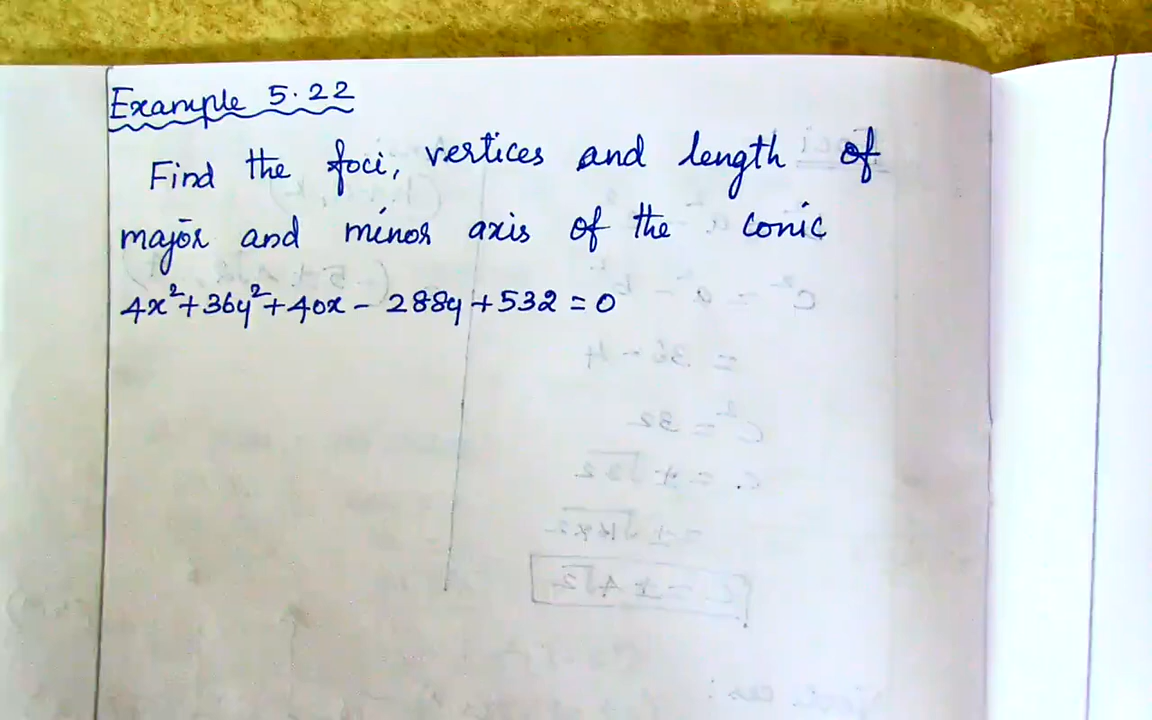 Example 5.22
Find the foci, vertices and length of
major and minor axis of the conic
4x²+36y²+40x-288y+532=0